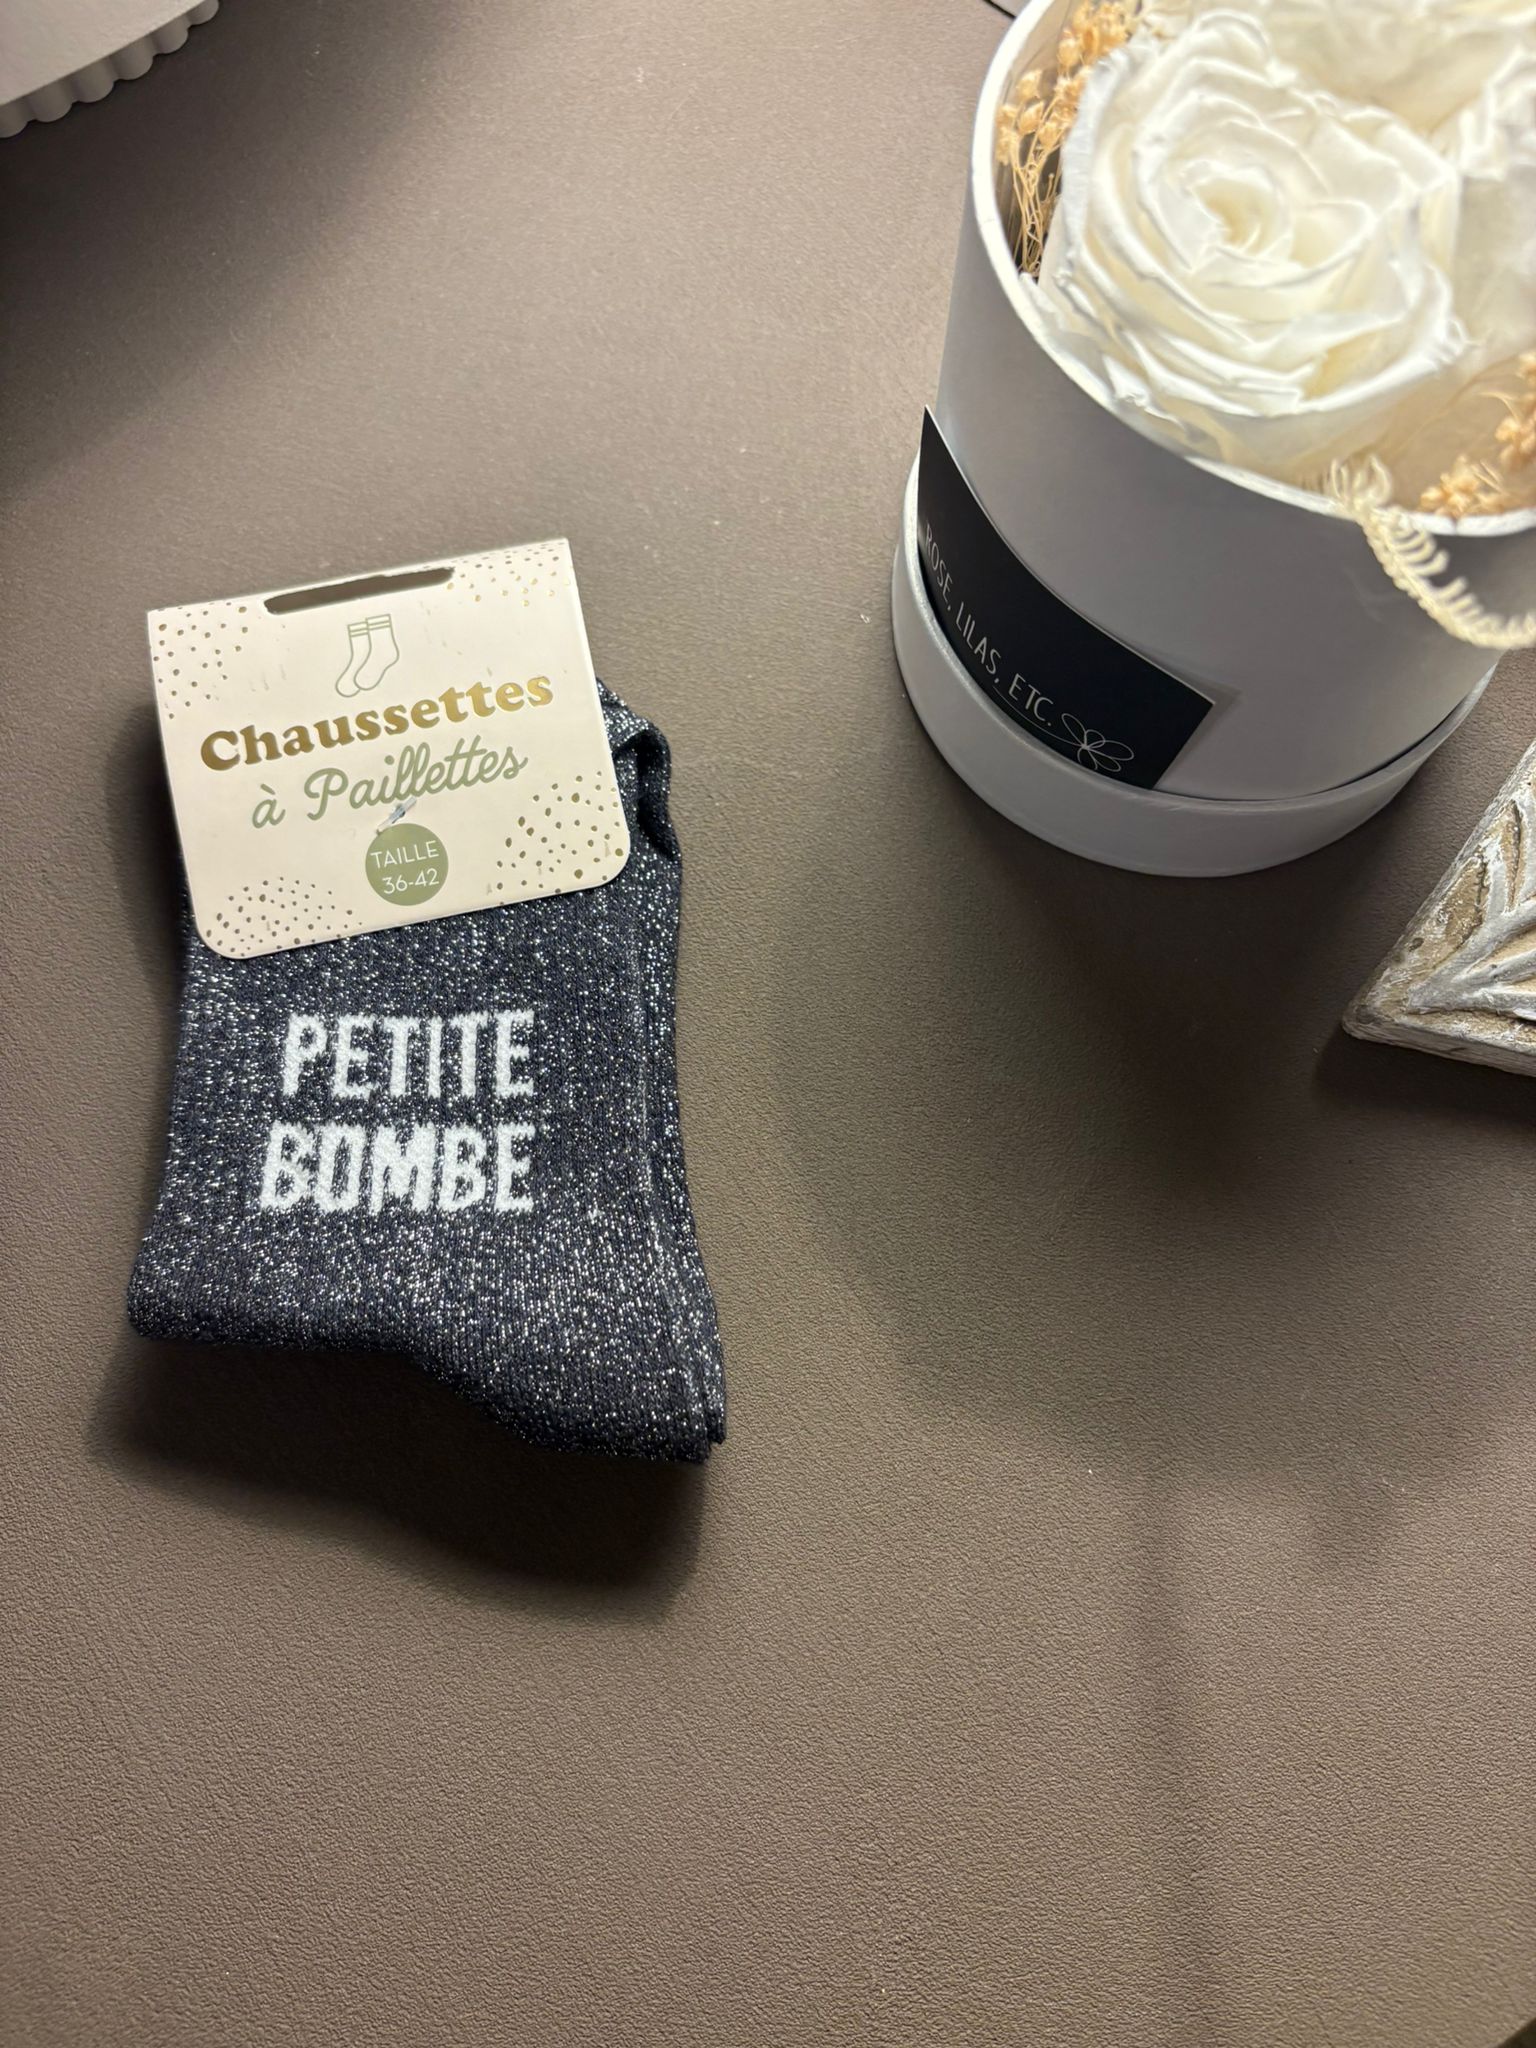 Chaussettes
à Paillettes
TAILLE
36-42
PETITE
BOMBE
ROSE, LILAS, ETC.